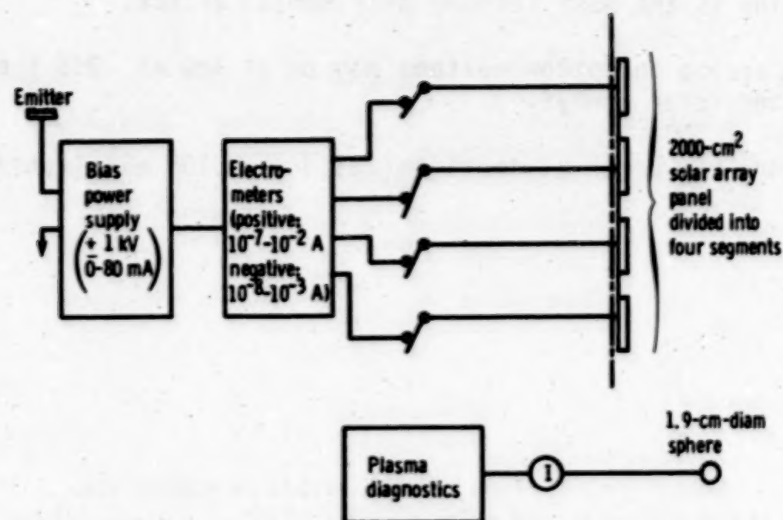 Emitter
Bias
power
supply
(± 1 kV
0-80 mA)
Electro-
meters
(positive:
10⁻⁷-10⁻² A
negative:
10⁻⁸-10⁻³ A)
2000-cm²
solar array
panel
divided into
four segments
Plasma
diagnostics
I
1.9-cm-diam
sphere